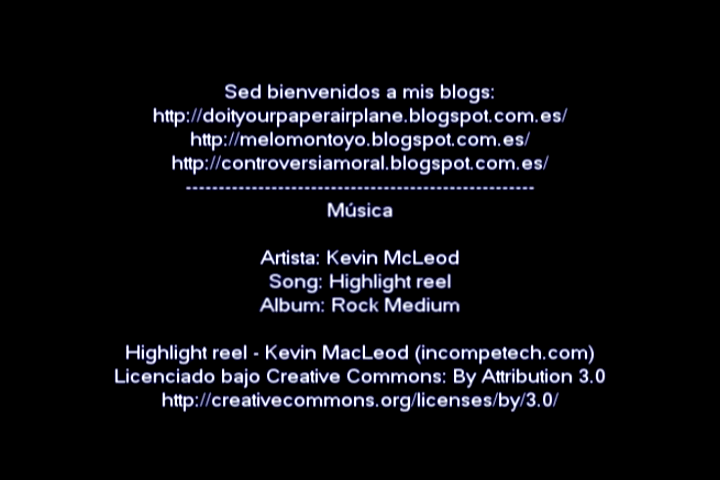 Sed bienvenidos a mis blogs:
http://doityourpaperairplane.blogspot.com.es/
http://melomontoyo.blogspot.com.es/
http://controversiamoral.blogspot.com.es/
-----------------------------------------------------
Música
Artista: Kevin McLeod
Song: Highlight reel
Album: Rock Medium
Highlight reel - Kevin MacLeod (incompetech.com)
Licenciado bajo Creative Commons: By Attribution 3.0
http://creativecommons.org/licenses/by/3.0/